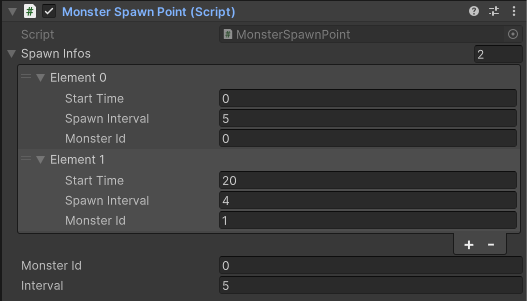 Monster Spawn Point (Script)
Script MonsterSpawnPoint
Spawn Infos 2
Element 0
Start Time 0
Spawn Interval 5
Monster Id 0
Element 1
Start Time 20
Spawn Interval 4
Monster Id 1
+ -
Monster Id 0
Interval 5